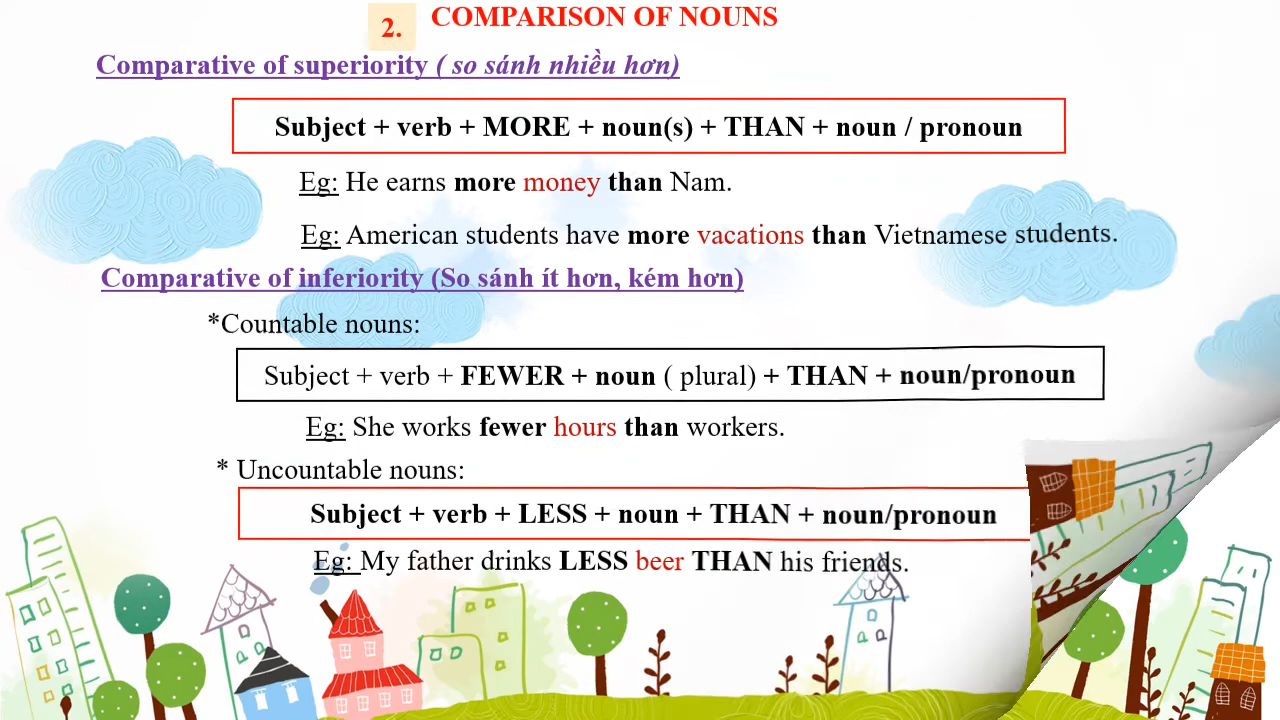 2.
COMPARISON OF NOUNS
Comparative of superiority ( so sánh nhiều hơn)
Subject + verb + MORE + noun(s) + THAN + noun / pronoun
Eg: He earns more money than Nam.
Eg: American students have more vacations than Vietnamese students.
Comparative of inferiority (So sánh ít hơn, kém hơn)
*Countable nouns:
Subject + verb + FEWER + noun ( plural) + THAN + noun/pronoun
Eg: She works fewer hours than workers.
* Uncountable nouns:
Subject + verb + LESS + noun + THAN + noun/pronoun
Eg: My father drinks LESS beer THAN his friends.